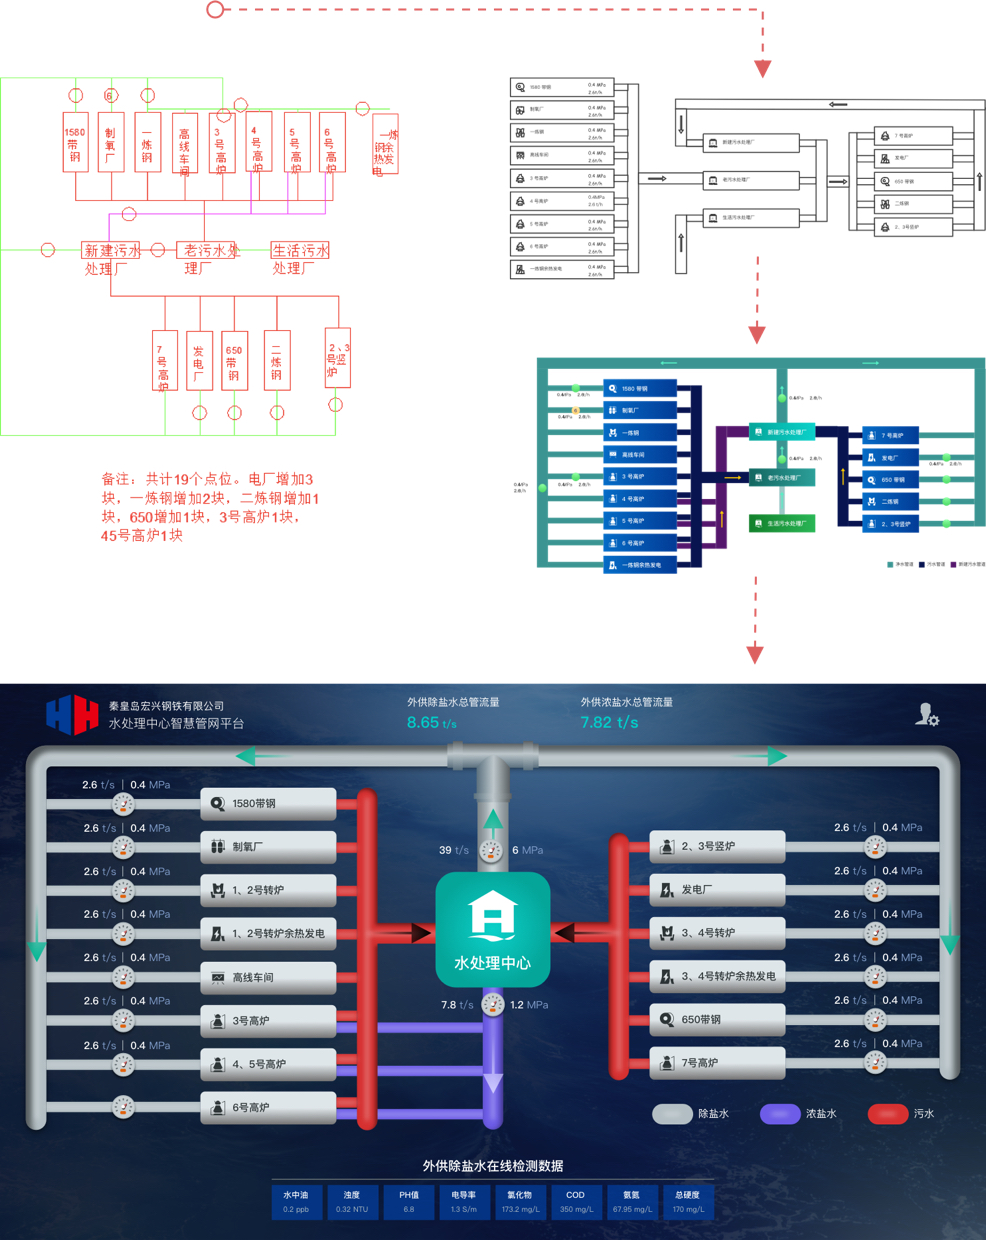 6
1580带钢
制氧厂
一炼钢
高线车间
3号高炉
4号高炉
5号高炉
6号高炉
一炼钢余热发电
新建污水处理厂
老污水处理厂
生活污水处理厂
7号高炉
发电厂
650带钢
二炼钢
2、3号竖炉
备注：共计19个点位。电厂增加3
块，一炼钢增加2块，二炼钢增加1
块，650增加1块，3号高炉1块，
45号高炉1块
1580 带钢 0.4 MPa 2.6t/h
制氧厂 0.4 MPa 2.6t/h
一炼钢 0.4 MPa 2.6t/h
高线车间 0.4 MPa 2.6t/h
3 号高炉 0.4 MPa 2.6t/h
4 号高炉 0.4MPa 2.6 t/h
5 号高炉 0.4 MPa 2.6t/h
6 号高炉 0.4 MPa 2.6t/h
一炼钢余热发电 0.4 MPa 2.6t/h
新建污水处理厂
老污水处理厂
生活污水处理厂
7 号高炉
发电厂
650 带钢
二炼钢
2、3号竖炉
1580 带钢
0.4MPa 2.6t/h
制氧厂
0.4MPa 2.6t/h
一炼钢
高线车间
3 号高炉
0.4MPa 2.6t/h
4 号高炉
5 号高炉
6 号高炉
一炼钢余热发电
0.4MPa
2.6t/h
0.4MPa 2.6t/h
新建污水处理厂
0.4MPa 2.6t/h
老污水处理厂
生活污水处理厂
7 号高炉
发电厂
0.4MPa 2.6t/h
650 带钢
二炼钢
2、3号竖炉
净水管道 污水管道 新建污水管道
秦皇岛宏兴钢铁有限公司
水处理中心智慧管网平台
外供除盐水总管流量
8.65 t/s
外供浓盐水总管流量
7.82 t/s
2.6 t/s | 0.4 MPa
1580带钢
2.6 t/s | 0.4 MPa
制氧厂
2.6 t/s | 0.4 MPa
1、2号转炉
2.6 t/s | 0.4 MPa
1、2号转炉余热发电
2.6 t/s | 0.4 MPa
高线车间
2.6 t/s | 0.4 MPa
3号高炉
2.6 t/s | 0.4 MPa
4、5号高炉
6号高炉
39 t/s 6 MPa
水处理中心
7.8 t/s 1.2 MPa
2.6 t/s | 0.4 MPa
2、3号竖炉
2.6 t/s | 0.4 MPa
发电厂
2.6 t/s | 0.4 MPa
3、4号转炉
2.6 t/s | 0.4 MPa
3、4号转炉余热发电
2.6 t/s | 0.4 MPa
650带钢
2.6 t/s | 0.4 MPa
7号高炉
除盐水 浓盐水 污水
外供除盐水在线检测数据
水中油 浊度 PH值 电导率 氯化物 COD 氨氮 总硬度
0.2 ppb 0.32 NTU 6.8 1.3 S/m 173.2 mg/L 350 mg/L 67.95 mg/L 170 mg/L